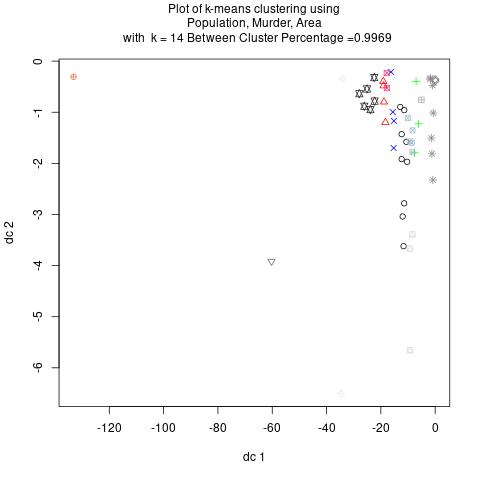 Plot of k-means clustering using
Population, Murder, Area
with k = 14 Between Cluster Percentage =0.9969
0
-1
-2
-3
-4
-5
-6
dc 2
-120 -100 -80 -60 -40 -20 0
dc 1